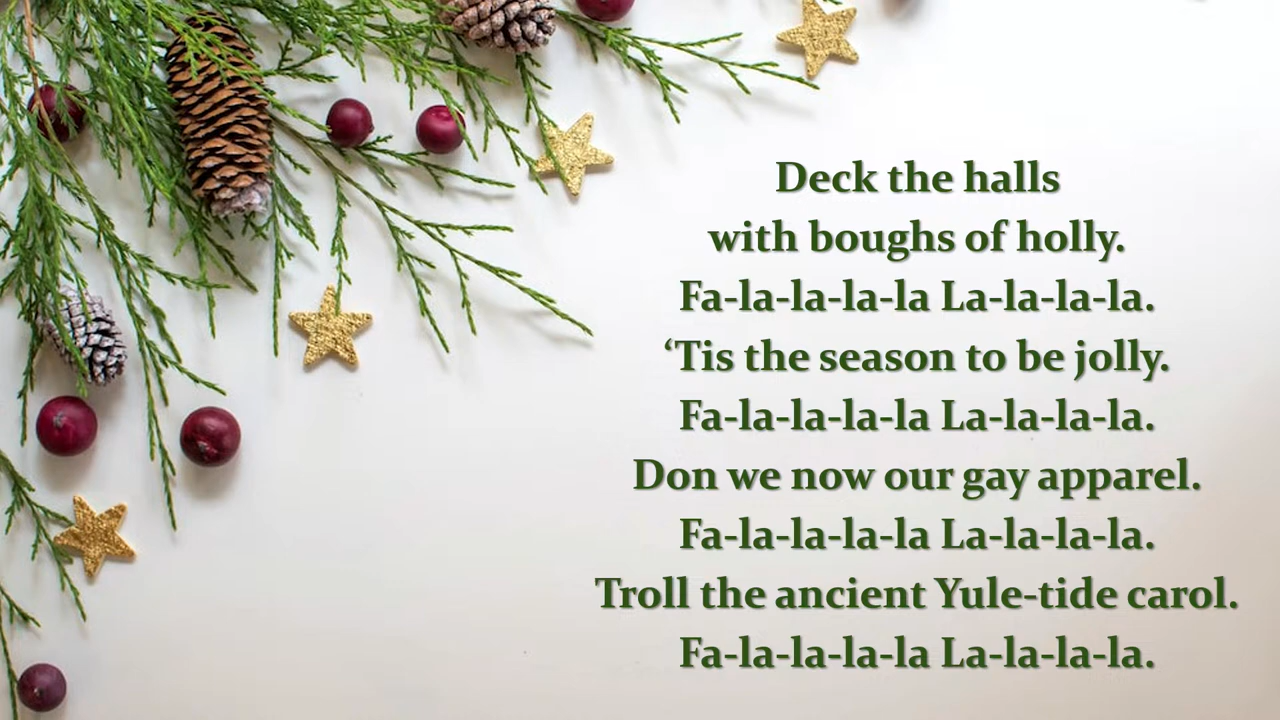 Deck the halls
with boughs of holly.
Fa-la-la-la-la La-la-la-la.
‘Tis the season to be jolly.
Fa-la-la-la-la La-la-la-la.
Don we now our gay apparel.
Fa-la-la-la-la La-la-la-la.
Troll the ancient Yule-tide carol.
Fa-la-la-la-la La-la-la-la.